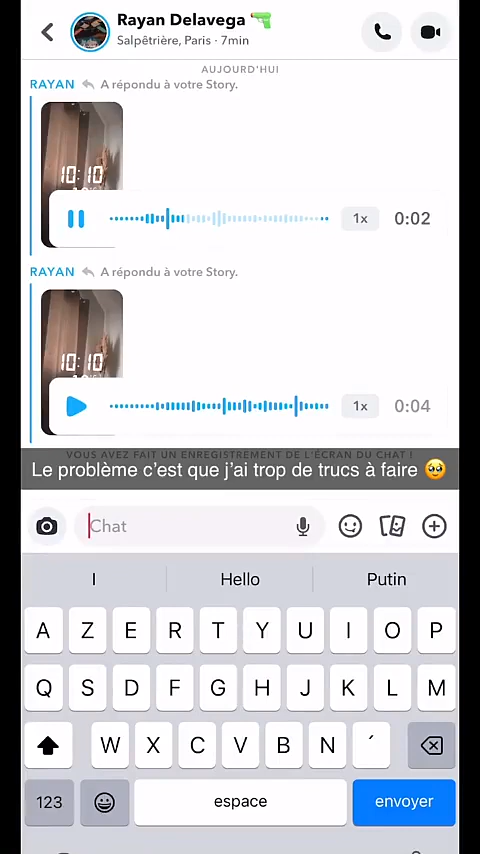 Rayan Delavega 🔫
Salpêtrière, Paris · 7min
AUJOURD'HUI
RAYAN A répondu à votre Story.
10:10
1x 0:02
RAYAN A répondu à votre Story.
10:10
1x 0:04
VOUS AVEZ FAIT UN ENREGISTREMENT DE L'ÉCRAN DU CHAT !
Le problème c'est que j'ai trop de trucs à faire 🥹
Chat
I Hello Putin
A Z E R T Y U I O P
Q S D F G H J K L M
W X C V B N ´
123 espace envoyer